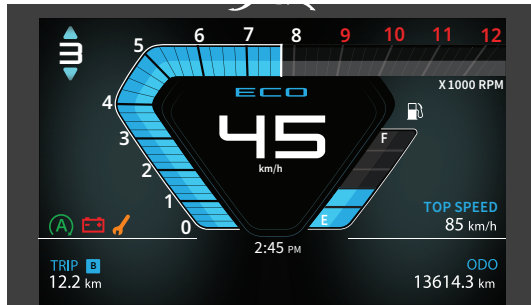 3
5 6 7 8 9 10 11 12
X 1000 RPM
4
3
2
1
0
ECO
45
km/h
F
E
A
TOP SPEED
85 km/h
2:45 PM
TRIP B
12.2 km
ODO
13614.3 km